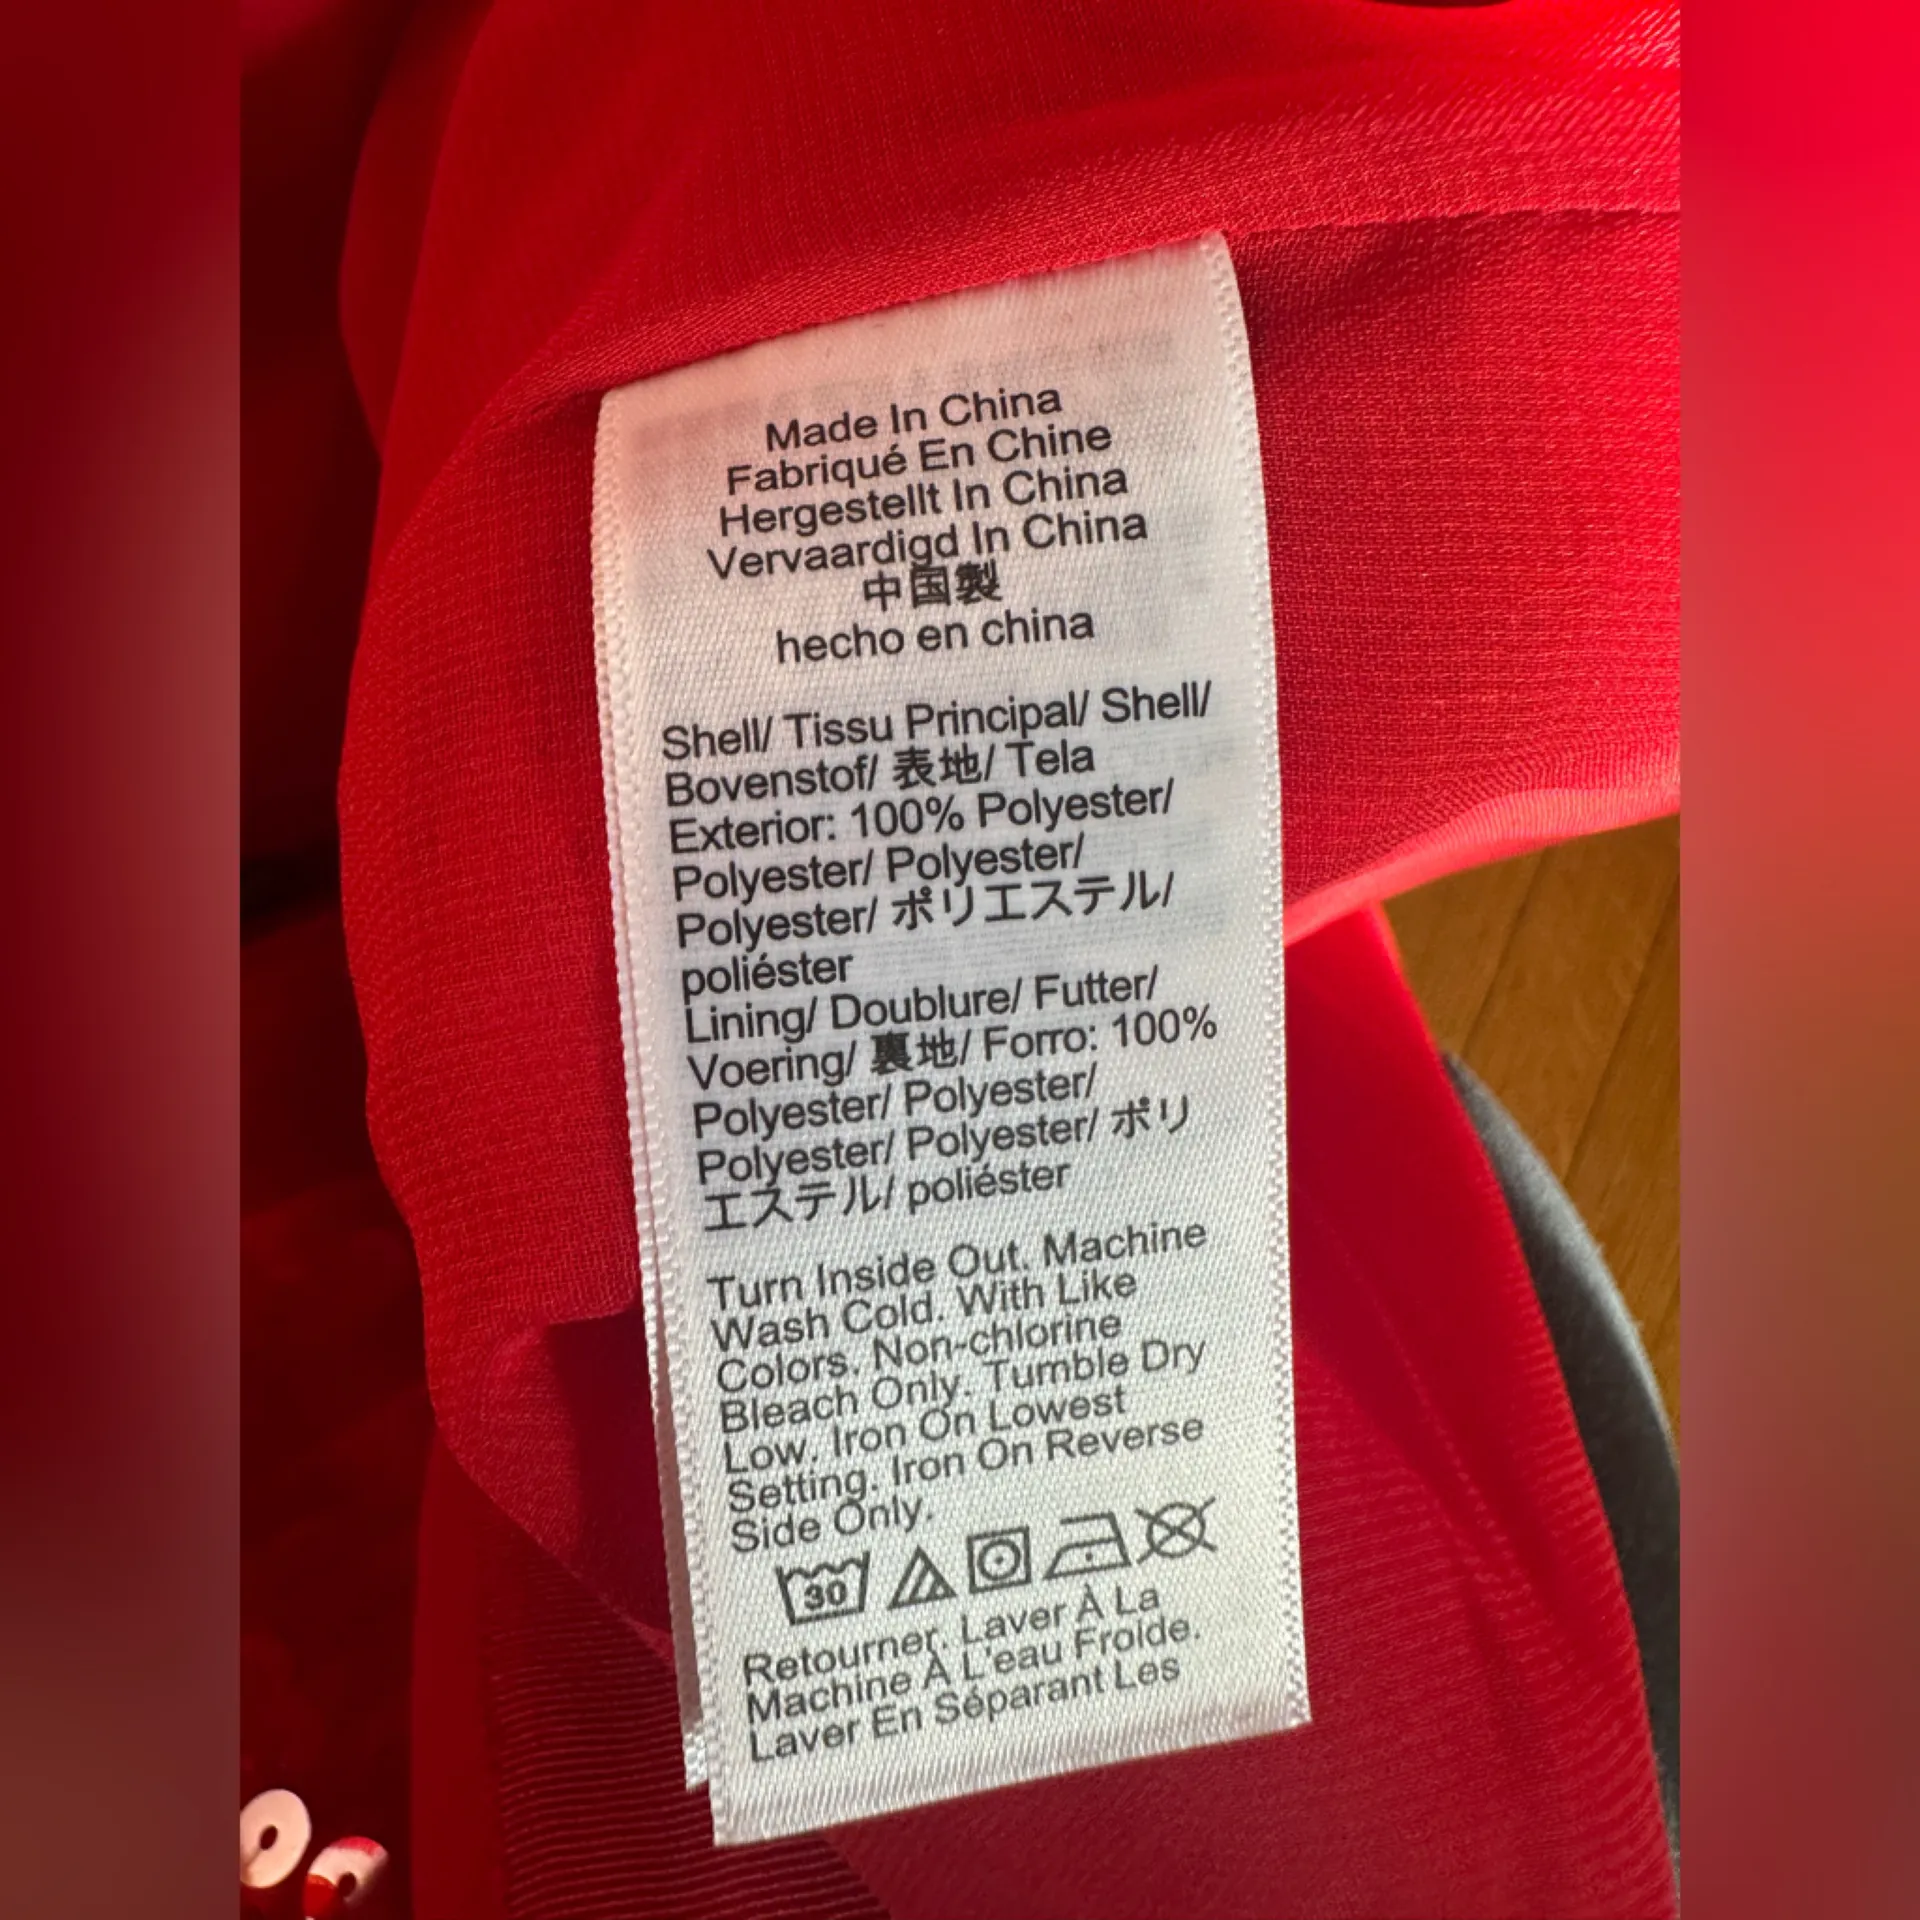 Made In China
Fabriqué En Chine
Hergestellt In China
Vervaardigd In China
中国製
hecho en china
Shell/ Tissu Principal/ Shell/
Bovenstof/ 表地/ Tela
Exterior: 100% Polyester/
Polyester/ Polyester/
Polyester/ ポリエステル/
poliéster
Lining/ Doublure/ Futter/
Voering/ 裏地/ Forro: 100%
Polyester/ Polyester/
Polyester/ Polyester/ ポリ
エステル/ poliéster
Turn Inside Out. Machine
Wash Cold. With Like
Colors. Non-chlorine
Bleach Only. Tumble Dry
Low. Iron On Lowest
Setting. Iron On Reverse
Side Only.
30
Retourner. Laver À La
Machine À L'eau Froide.
Laver En Séparant Les